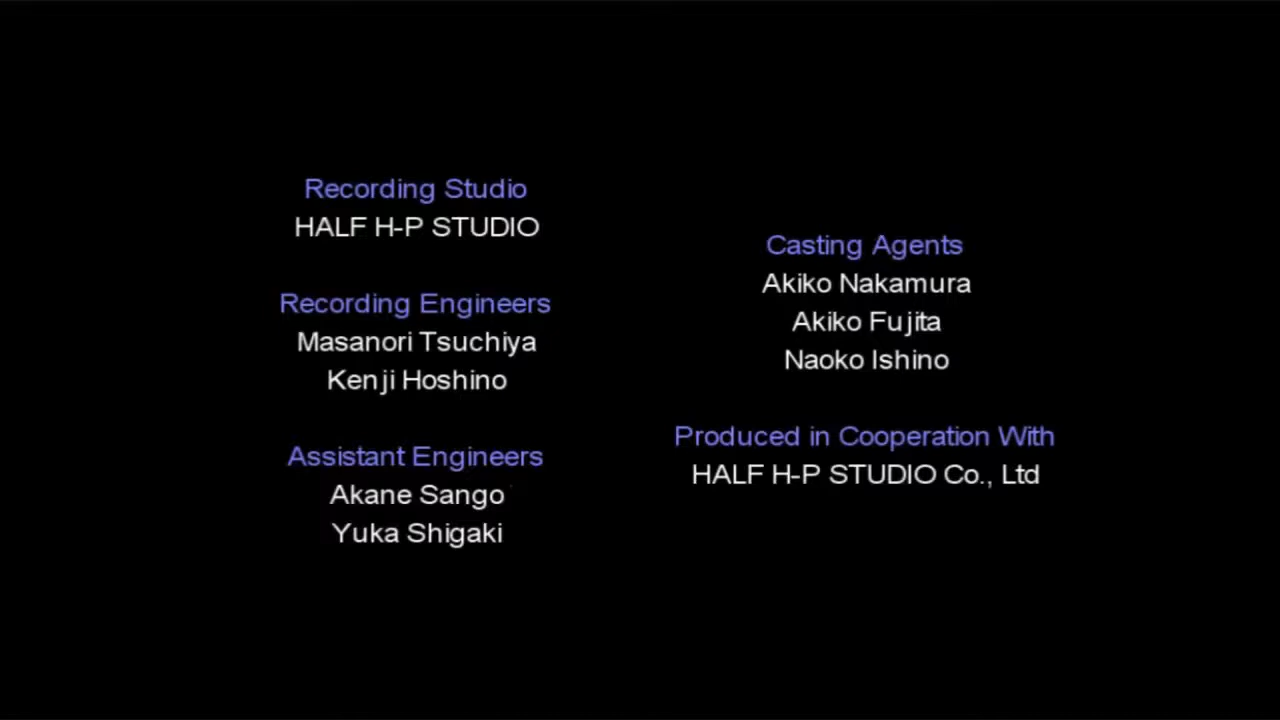 Recording Studio
HALF H-P STUDIO
Recording Engineers
Masanori Tsuchiya
Kenji Hoshino
Assistant Engineers
Akane Sango
Yuka Shigaki
Casting Agents
Akiko Nakamura
Akiko Fujita
Naoko Ishino
Produced in Cooperation With
HALF H-P STUDIO Co., Ltd